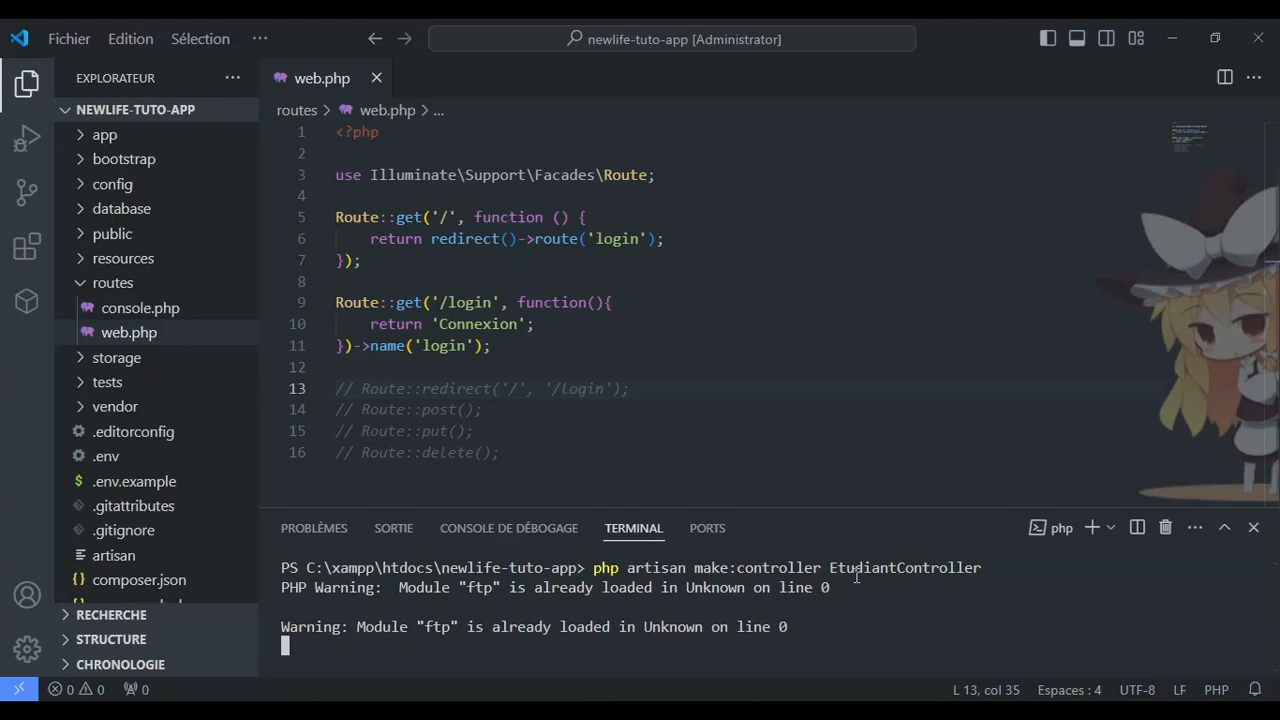 Fichier Edition Sélection ··· newlife-tuto-app [Administrator]
EXPLORATEUR ···
web.php
NEWLIFE-TUTO-APP
routes > web.php > ...
app
bootstrap
config
database
public
resources
routes
console.php
web.php
storage
tests
vendor
.editorconfig
.env
.env.example
.gitattributes
.gitignore
artisan
composer.json
RECHERCHE
STRUCTURE
CHRONOLOGIE
1 <?php
2
3 use Illuminate\Support\Facades\Route;
4
5 Route::get('/', function () {
6 return redirect()->route('login');
7 });
8
9 Route::get('/login', function(){
10 return 'Connexion';
11 })->name('login');
12
13 // Route::redirect('/', '/login');
14 // Route::post();
15 // Route::put();
16 // Route::delete();
PROBLÈMES SORTIE CONSOLE DE DÉBOGAGE TERMINAL PORTS php
PS C:\xampp\htdocs\newlife-tuto-app> php artisan make:controller EtudiantController
PHP Warning:  Module "ftp" is already loaded in Unknown on line 0
Warning: Module "ftp" is already loaded in Unknown on line 0
0 0 0 L 13, col 35 Espaces : 4 UTF-8 LF PHP